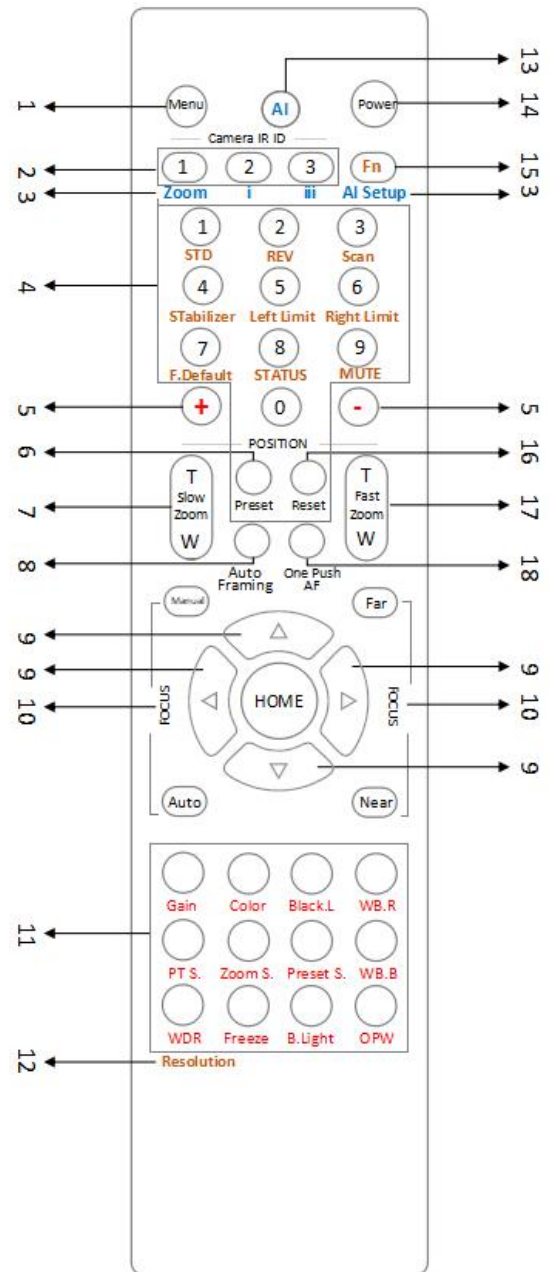 13
1
Menu
AI
Power
14
Camera IR ID
2
1
2
3
Fn
15
3
Zoom
i
iii
AI Setup
3
1
2
3
STD
REV
Scan
4
4
5
6
STabilizer
Left Limit
Right Limit
7
8
9
F.Default
STATUS
MUTE
5
+
0
-
5
6
POSITION
16
7
T
Slow
Zoom
W
Preset
Reset
T
Fast
Zoom
W
17
8
Auto
Framing
One Push
AF
18
Manual
Far
9
9
9
10
FOCUS
HOME
FOCUS
10
9
Auto
Near
Gain
Color
Black.L
WB.R
11
PT S.
Zoom S.
Preset S.
WB.B
WDR
Freeze
B.Light
OPW
12
Resolution